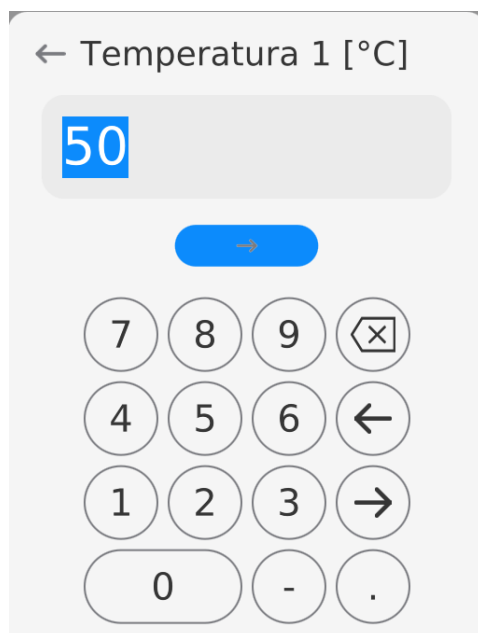 ← Temperatura 1 [°C]
50
→
7 8 9
4 5 6 ←
1 2 3 →
0 - .